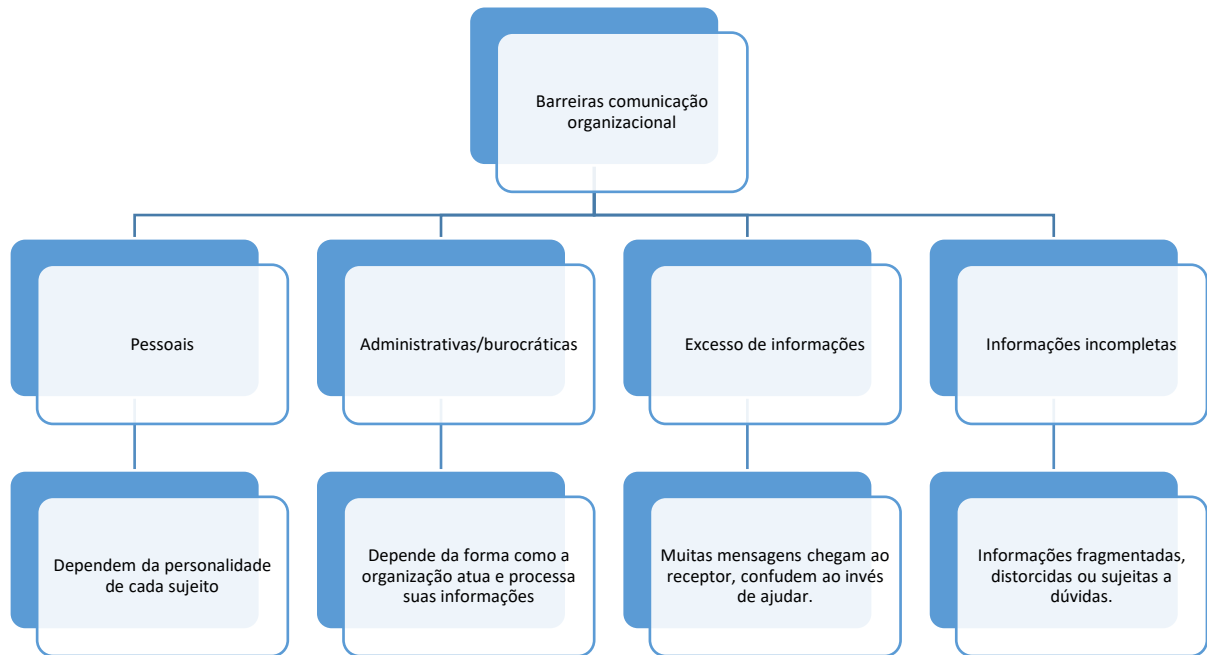 Barreiras comunicação
organizacional
Pessoais
Administrativas/burocráticas
Excesso de informações
Informações incompletas
Dependem da personalidade
de cada sujeito
Depende da forma como a
organização atua e processa
suas informações
Muitas mensagens chegam ao
receptor, confudem ao invés
de ajudar.
Informações fragmentadas,
distorcidas ou sujeitas a
dúvidas.